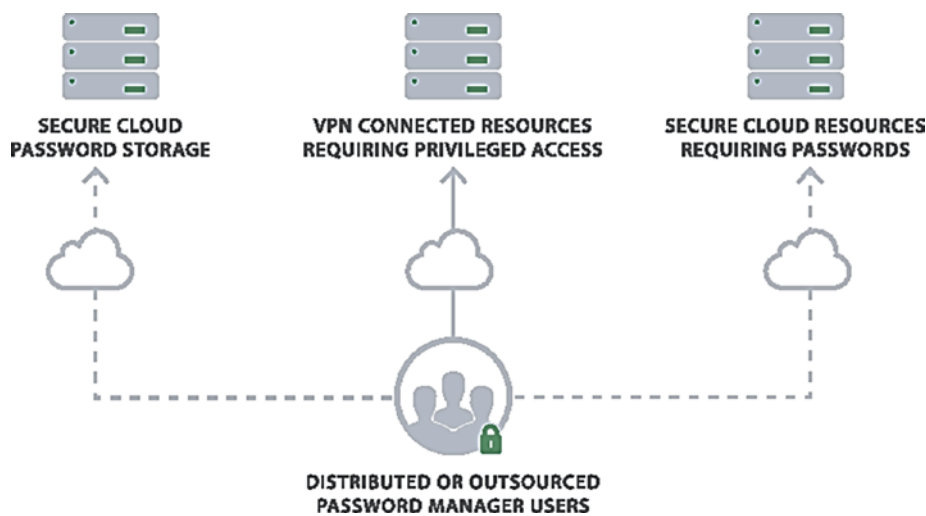 SECURE CLOUD
PASSWORD STORAGE
VPN CONNECTED RESOURCES
REQUIRING PRIVILEGED ACCESS
SECURE CLOUD RESOURCES
REQUIRING PASSWORDS
DISTRIBUTED OR OUTSOURCED
PASSWORD MANAGER USERS